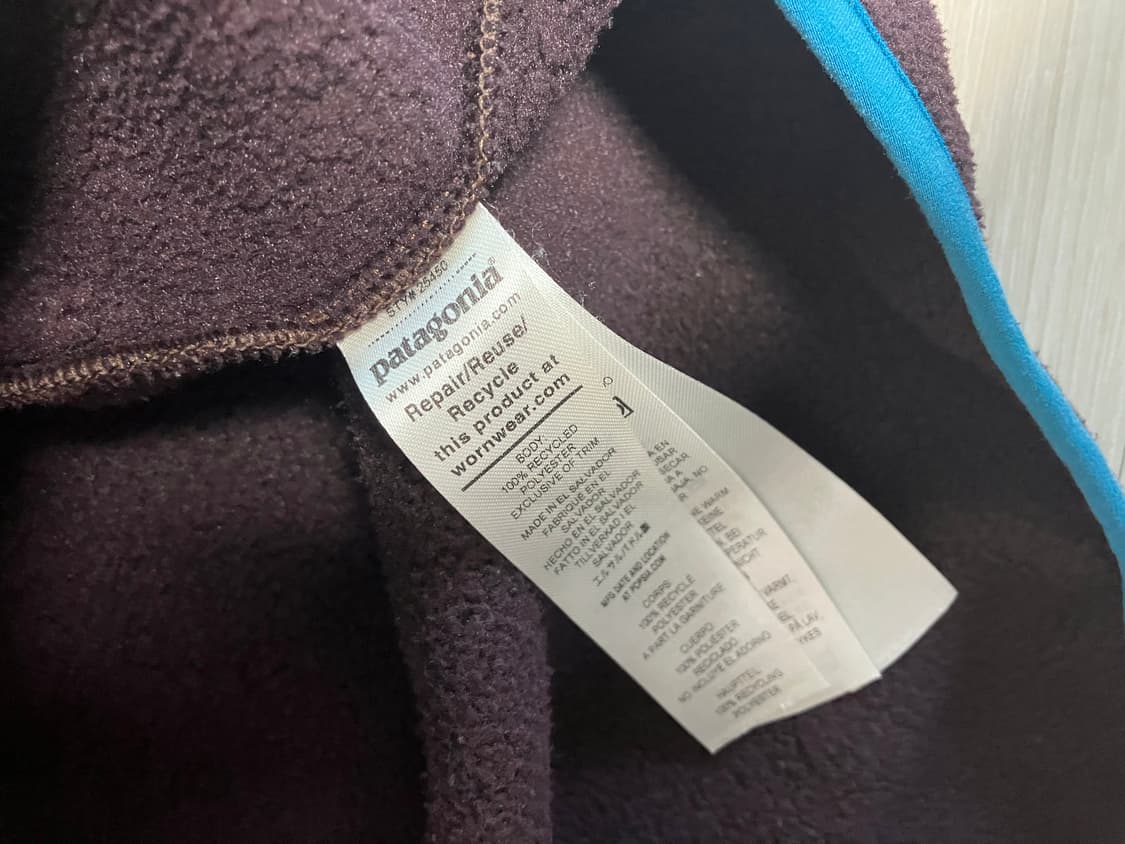 STY# 25450
patagonia®
www.patagonia.com
Repair/Reuse/
Recycle
this product at
wornwear.com
BODY
100% RECYCLED
POLYESTER
EXCLUSIVE OF TRIM
MADE IN EL SALVADOR
FABRIQUÉ EN EL
SALVADOR
HECHO EN EL SALVADOR
FATTO IN EL SALVADOR
TILLVERKAD I EL
SALVADOR
MFG DATE AND LOCATION
AT POPSIA.COM
CORPS:
100% RECYCLÉ
POLYESTER
A PART LA GARNITURE
CUERPO
100% POLIÉSTER
RECICLADO
NO INCLUYE EL ADORNO
HAUPTTEIL
100% RECYCLING
POLYESTER